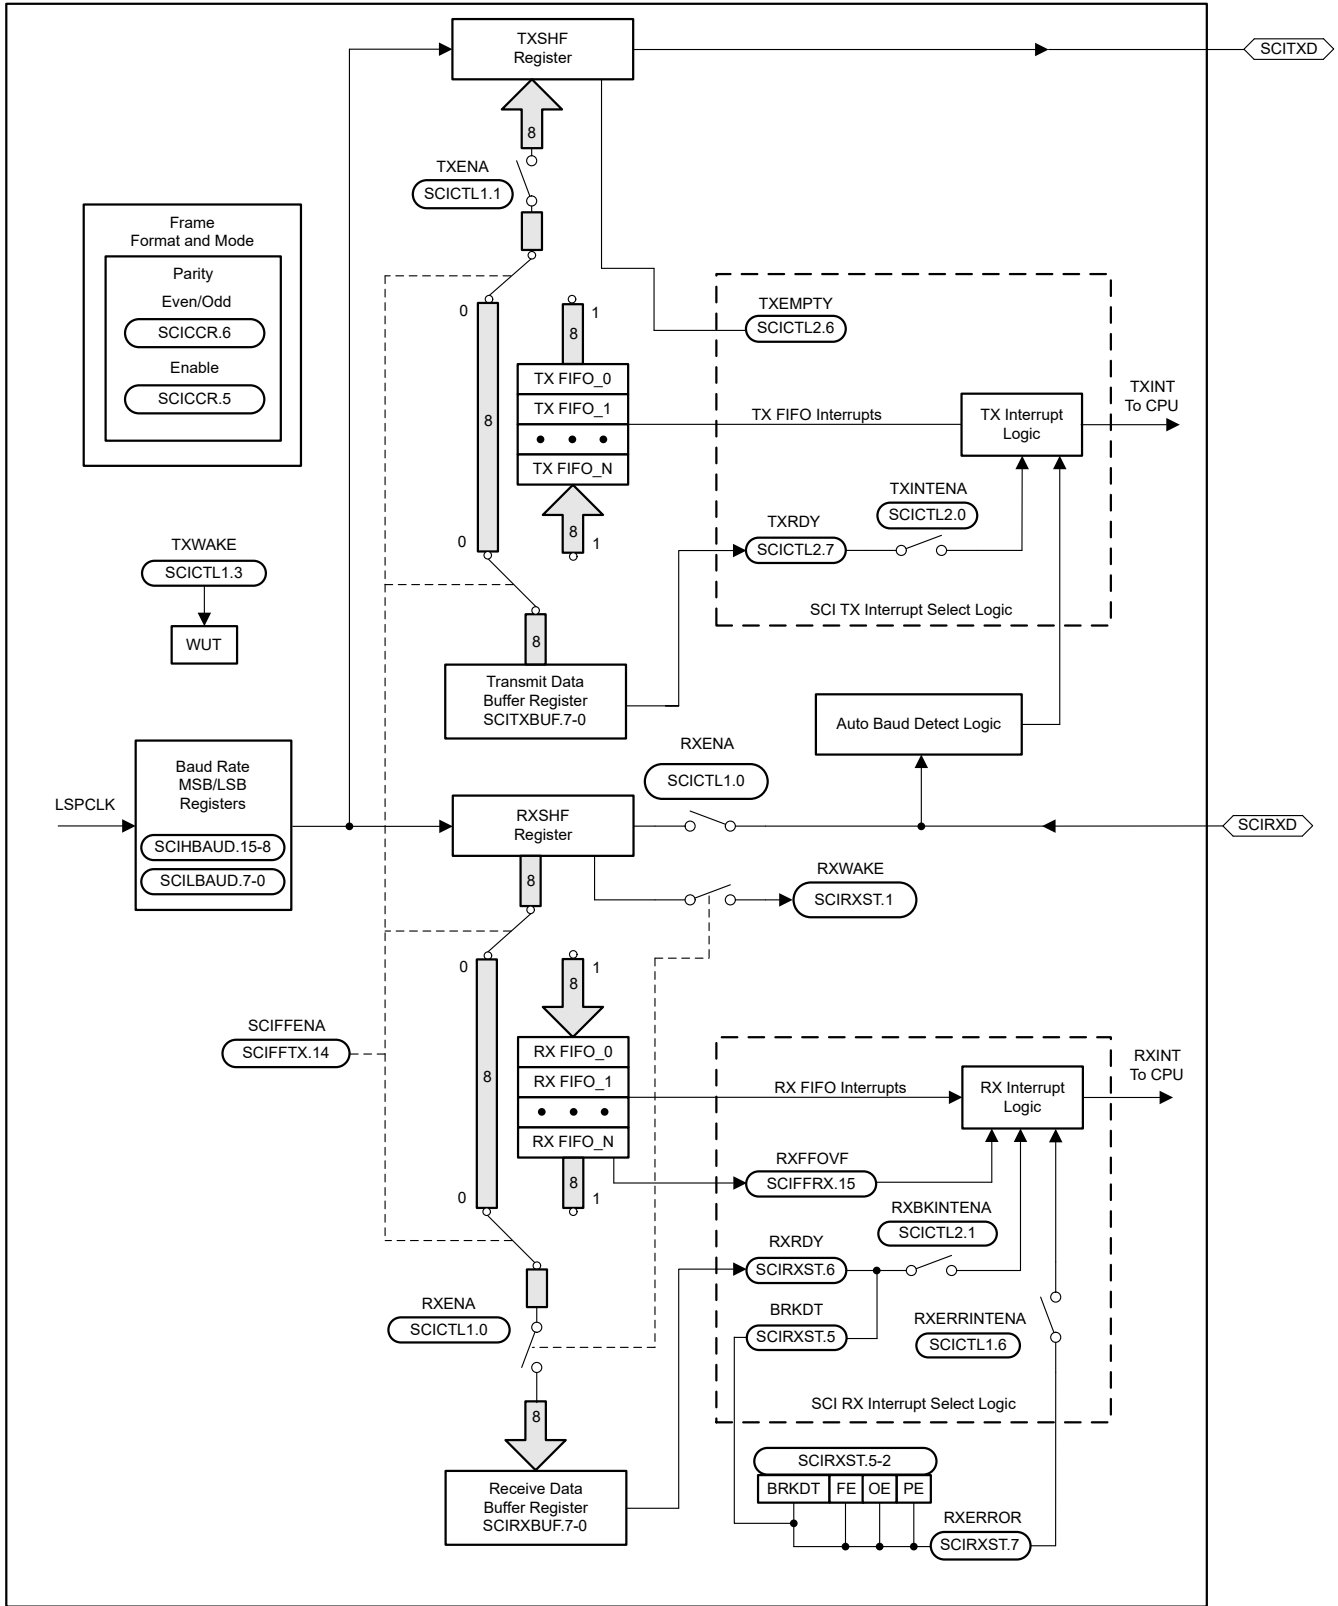 TXSHF
Register
SCITXD
8
TXENA
SCICTL1.1
Frame
Format and Mode
Parity
Even/Odd
SCICCR.6
Enable
SCICCR.5
0
1
8
8
TX FIFO_0
TX FIFO_1
• • •
TX FIFO_N
8
0
1
TXEMPTY
SCICTL2.6
TX FIFO Interrupts
TX Interrupt
Logic
TXINT
To CPU
TXINTENA
SCICTL2.0
TXRDY
SCICTL2.7
SCI TX Interrupt Select Logic
TXWAKE
SCICTL1.3
WUT
8
Transmit Data
Buffer Register
SCITXBUF.7-0
Auto Baud Detect Logic
RXENA
SCICTL1.0
LSPCLK
Baud Rate
MSB/LSB
Registers
SCIHBAUD.15-8
SCILBAUD.7-0
RXSHF
Register
SCIRXD
8
RXWAKE
SCIRXST.1
0
1
8
8
SCIFFENA
SCIFFTX.14
RX FIFO_0
RX FIFO_1
• • •
RX FIFO_N
8
0
1
RX FIFO Interrupts
RX Interrupt
Logic
RXINT
To CPU
RXFFOVF
SCIFFRX.15
RXBKINTENA
SCICTL2.1
RXRDY
SCIRXST.6
BRKDT
SCIRXST.5
RXERRINTENA
SCICTL1.6
SCI RX Interrupt Select Logic
RXENA
SCICTL1.0
8
Receive Data
Buffer Register
SCIRXBUF.7-0
SCIRXST.5-2
BRKDT FE OE PE
RXERROR
SCIRXST.7